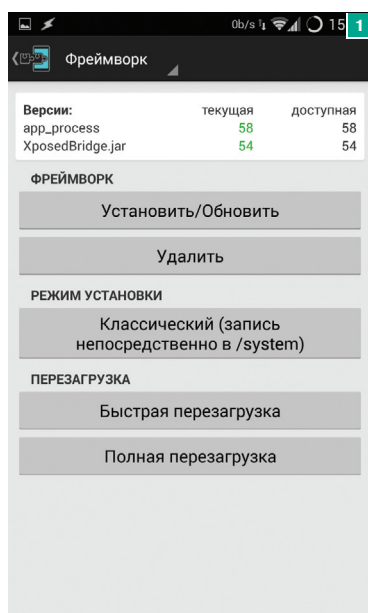 0b/s 15 1
Фреймворк
Версии: текущая доступная
app_process 58 58
XposedBridge.jar 54 54
ФРЕЙМВОРК
Установить/Обновить
Удалить
РЕЖИМ УСТАНОВКИ
Классический (запись
непосредственно в /system)
ПЕРЕЗАГРУЗКА
Быстрая перезагрузка
Полная перезагрузка